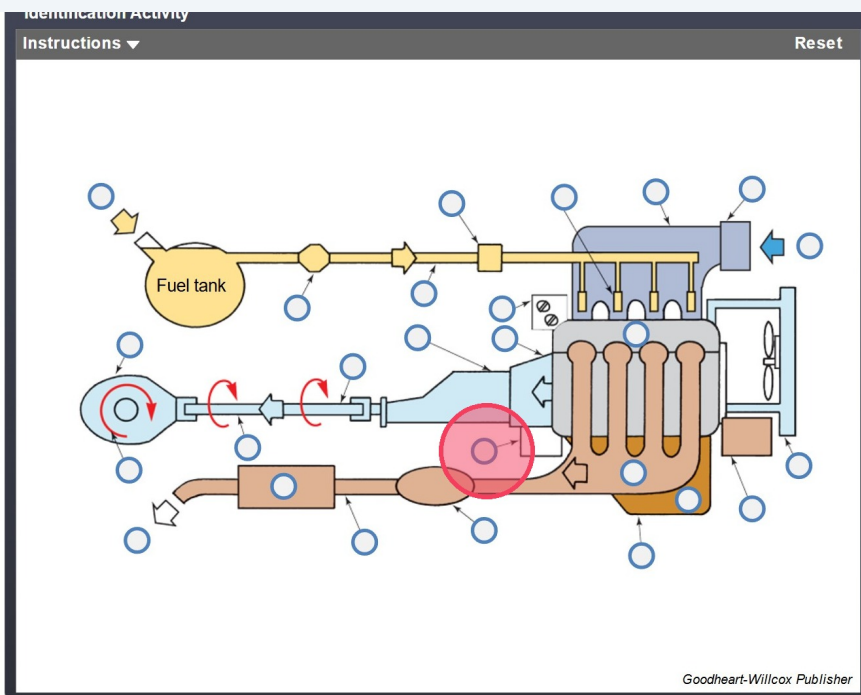 Identification Activity
Instructions
Reset
Fuel tank
Goodheart-Willcox Publisher